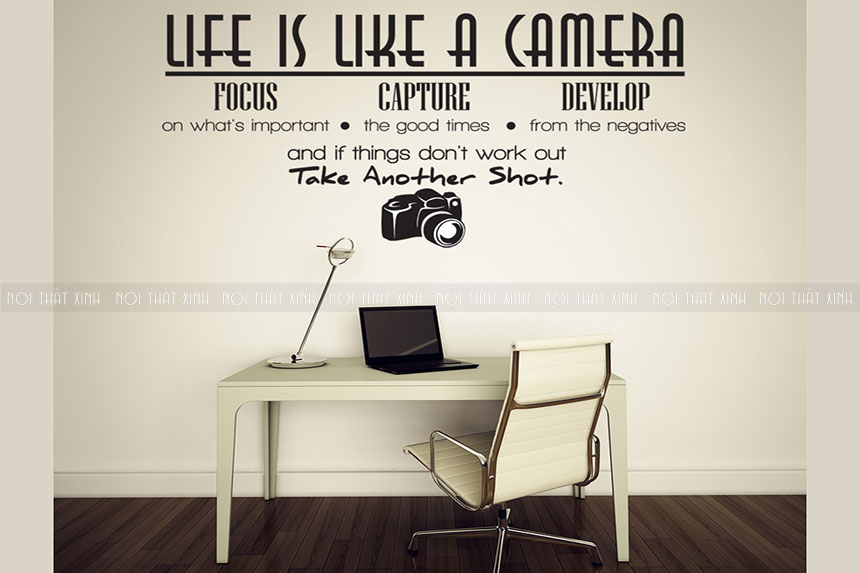 LIFE IS LIKE A CAMERA
FOCUS CAPTURE DEVELOP
on what's important • the good times • from the negatives
and if things don't work out
Take Another Shot.
NỘI THẤT XINH NỘI THẤT XINH NỘI THẤT XINH NỘI THẤT XINH NỘI THẤT XINH NỘI THẤT XINH NỘI THẤT XINH NỘI THẤT XINH